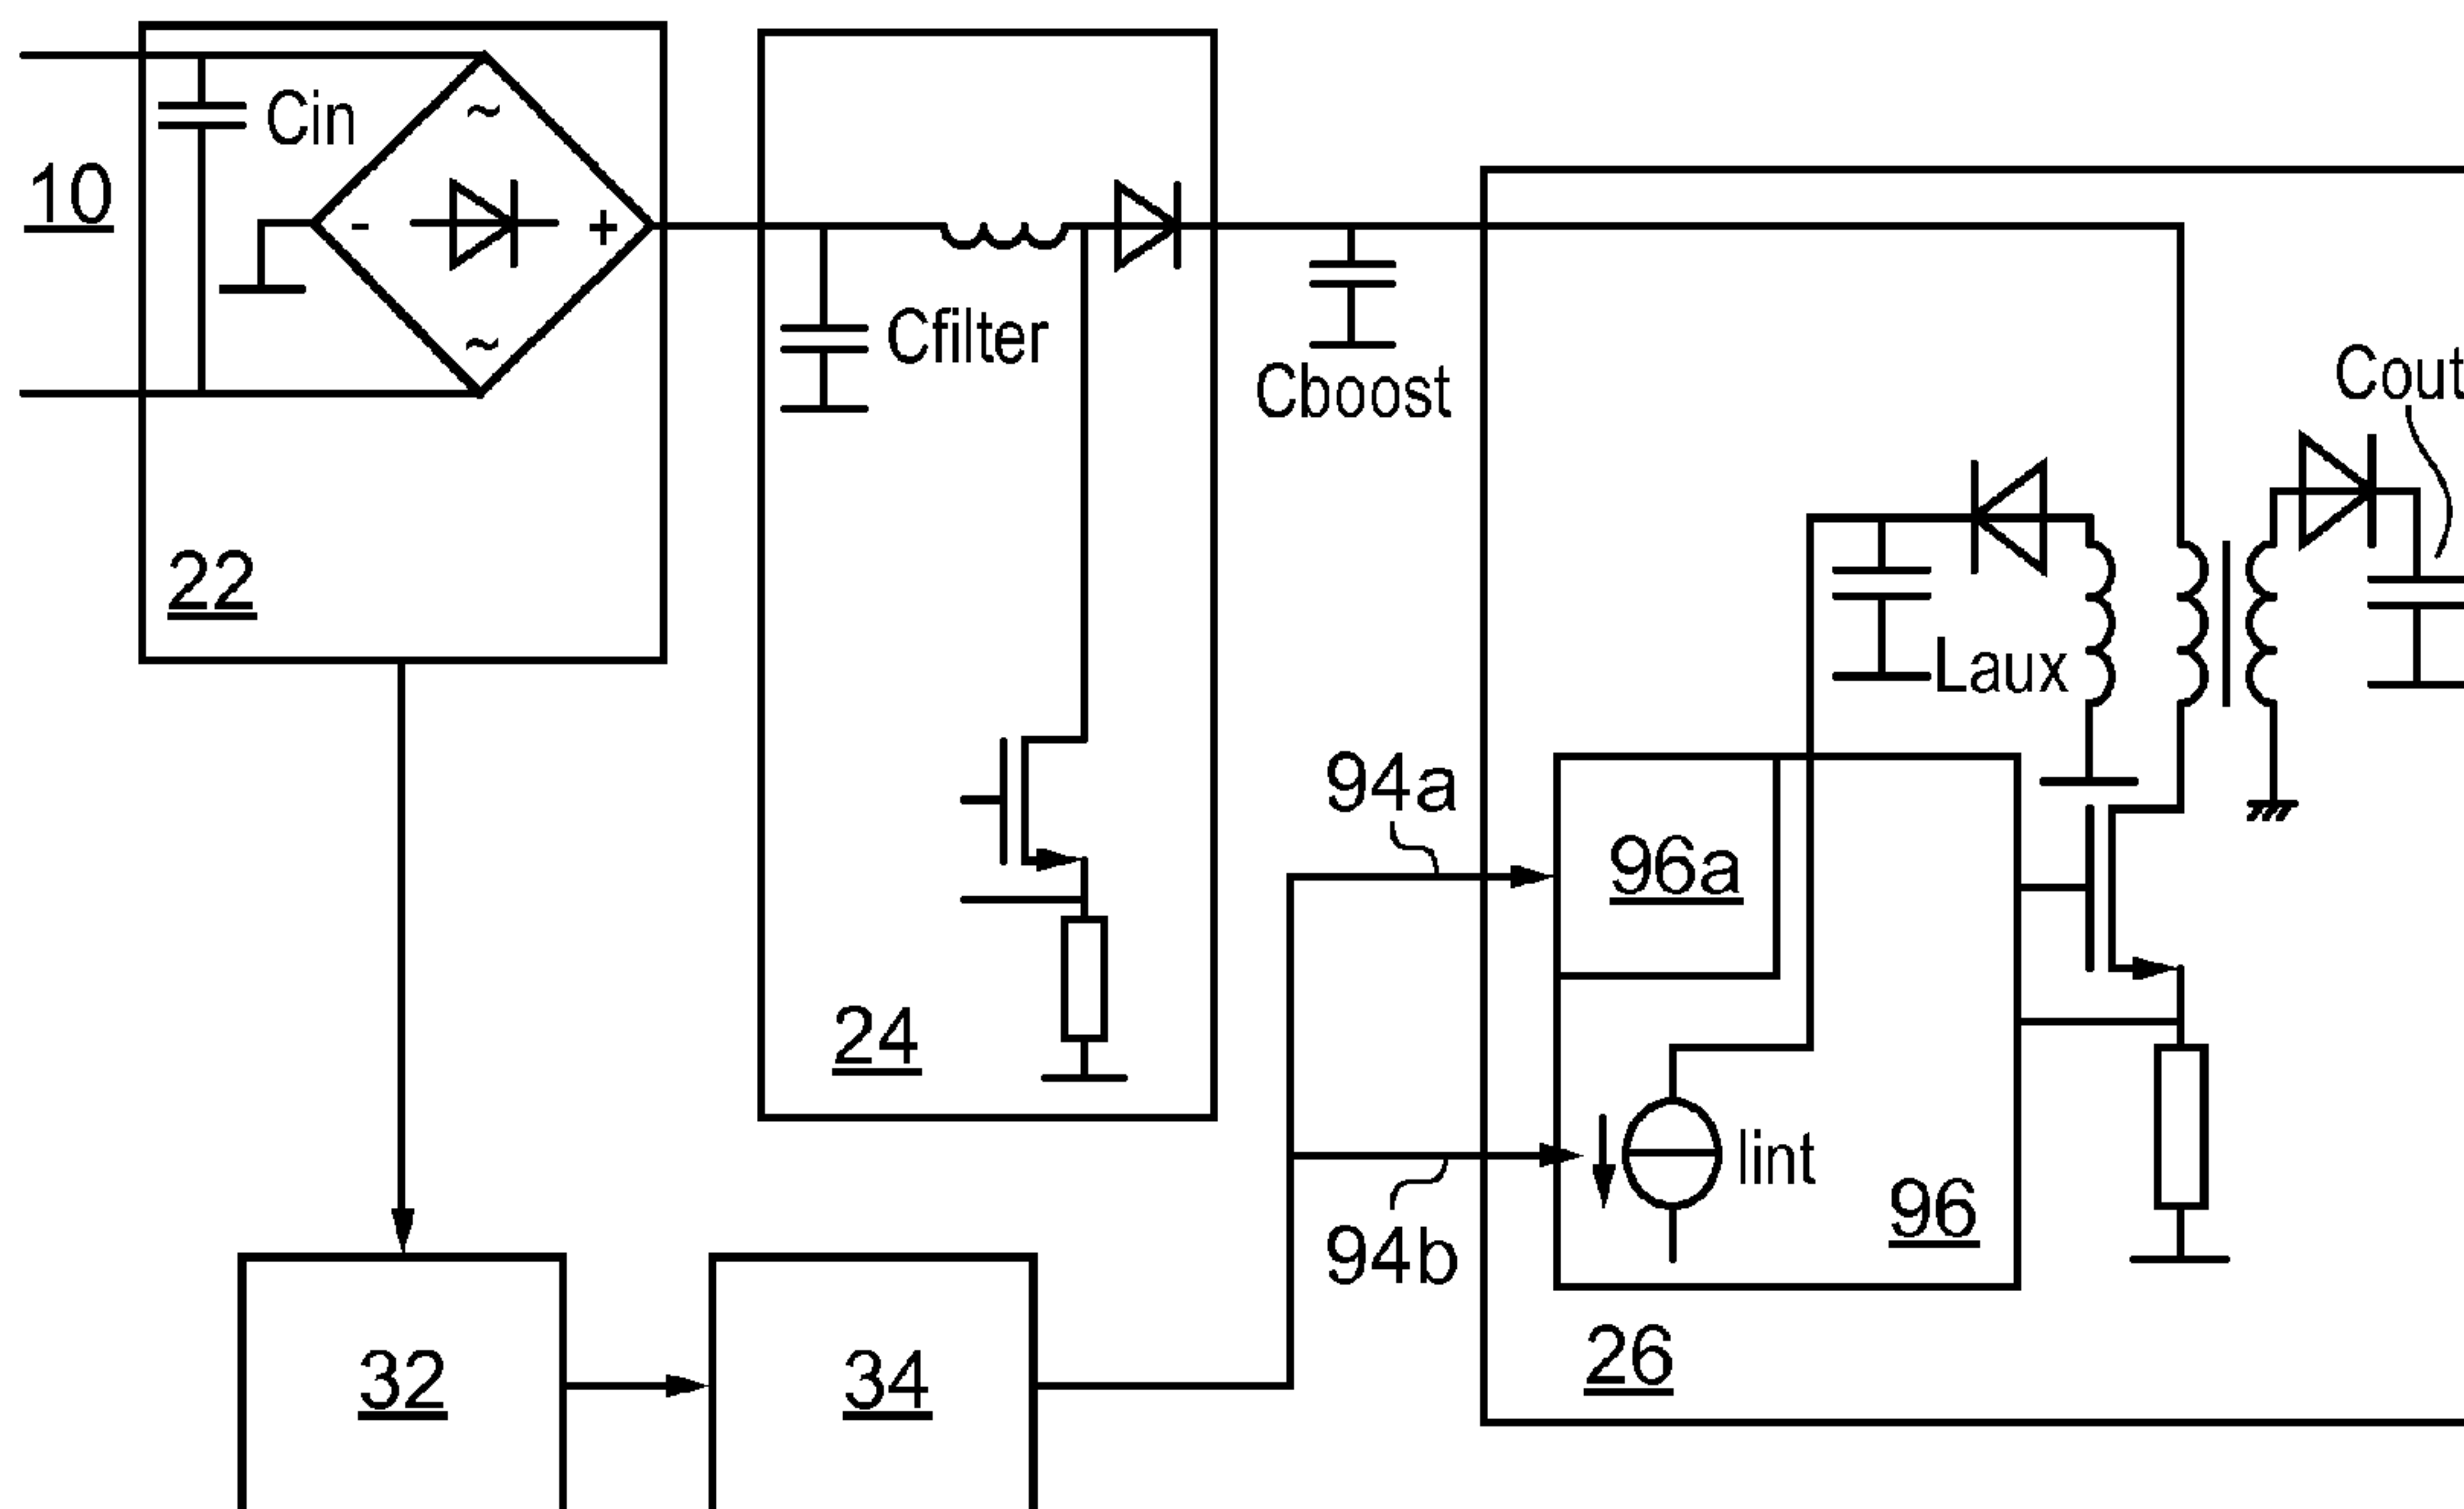 Cin
10
~
-
+
~
22
Cfilter
24
Cboost
Cout
Laux
94a
96a
Iint
94b
96
26
32
34